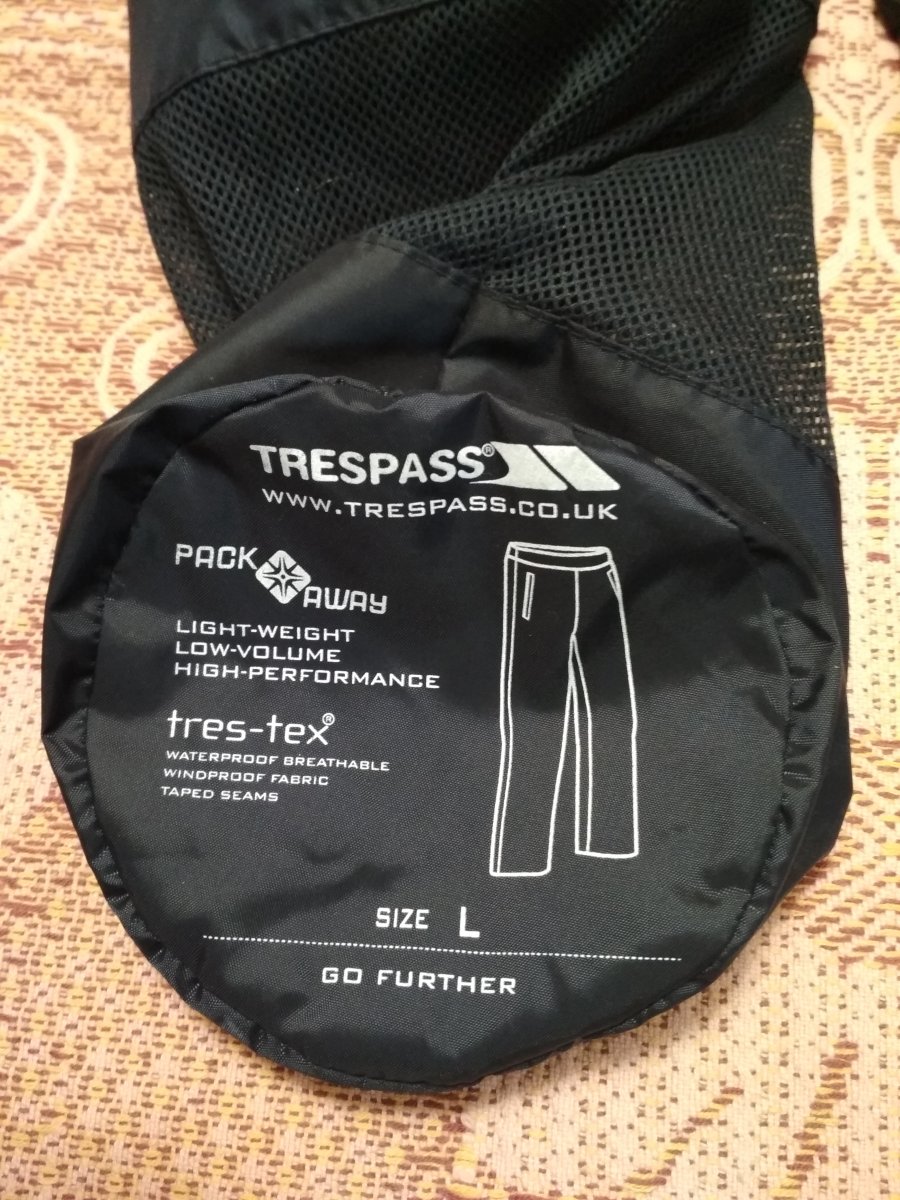 TRESPASS®
WWW.TRESPASS.CO.UK
PACK AWAY
LIGHT-WEIGHT
LOW-VOLUME
HIGH-PERFORMANCE
tres-tex®
WATERPROOF BREATHABLE
WINDPROOF FABRIC
TAPED SEAMS
SIZE L
GO FURTHER